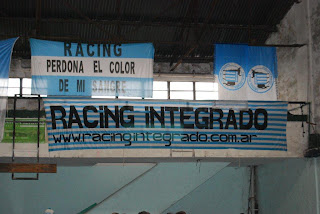 RACING
PERDONA EL COLOR
DE MI SANGRE
RACING INTEGRADO
www.racingintegrado.com.ar